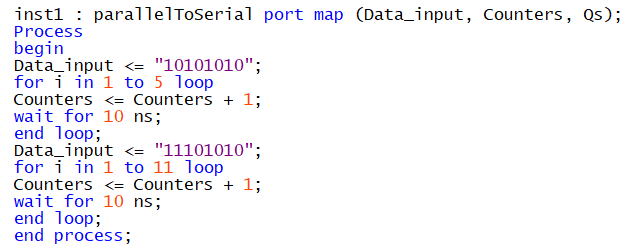 inst1 : parallelToSerial port map (Data_input, Counters, Qs);
Process
begin
Data_input <= "10101010";
for i in 1 to 5 loop
Counters <= Counters + 1;
wait for 10 ns;
end loop;
Data_input <= "11101010";
for i in 1 to 11 loop
Counters <= Counters + 1;
wait for 10 ns;
end loop;
end process;